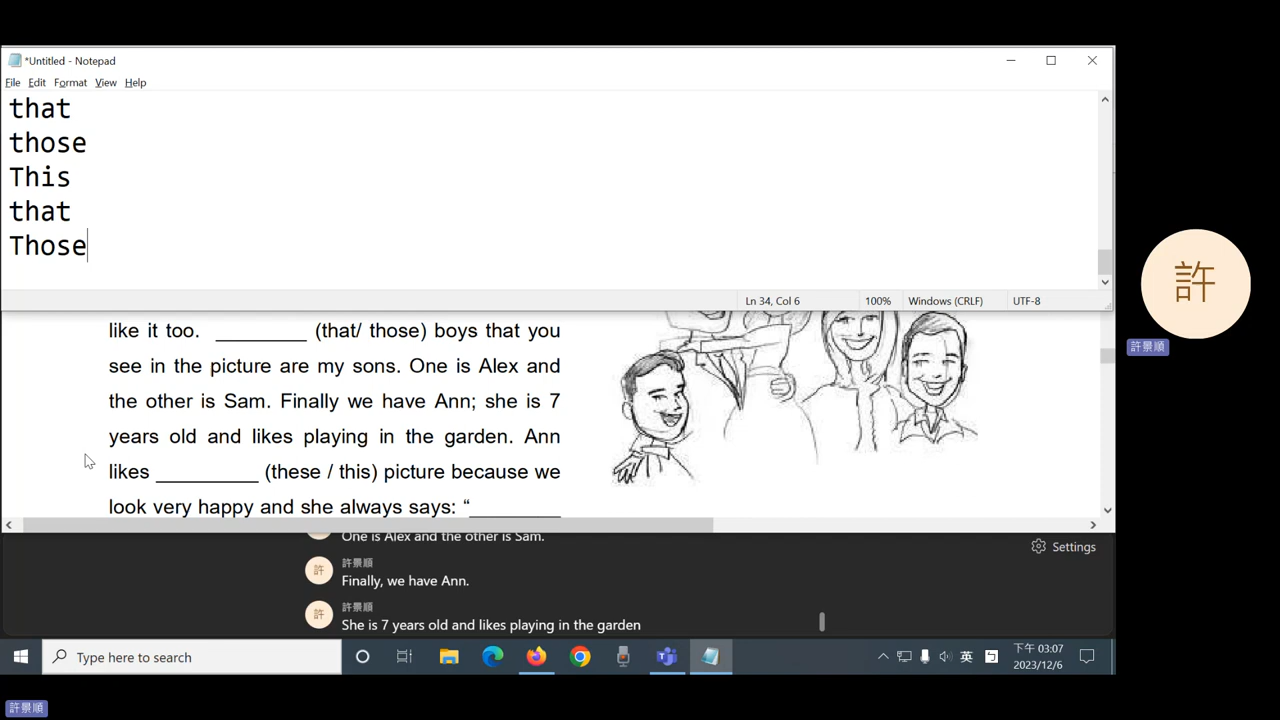 *Untitled - Notepad
File Edit Format View Help
that
those
This
that
Those
Ln 34, Col 6 100% Windows (CRLF) UTF-8
like it too. _________ (that/ those) boys that you
see in the picture are my sons. One is Alex and
the other is Sam. Finally we have Ann; she is 7
years old and likes playing in the garden. Ann
likes __________ (these / this) picture because we
look very happy and she always says: “_________
許
許景順
One is Alex and the other is Sam.
Settings
許
許景順
Finally, we have Ann.
許
許景順
She is 7 years old and likes playing in the garden
Type here to search
英
下午 03:07
2023/12/6
許景順